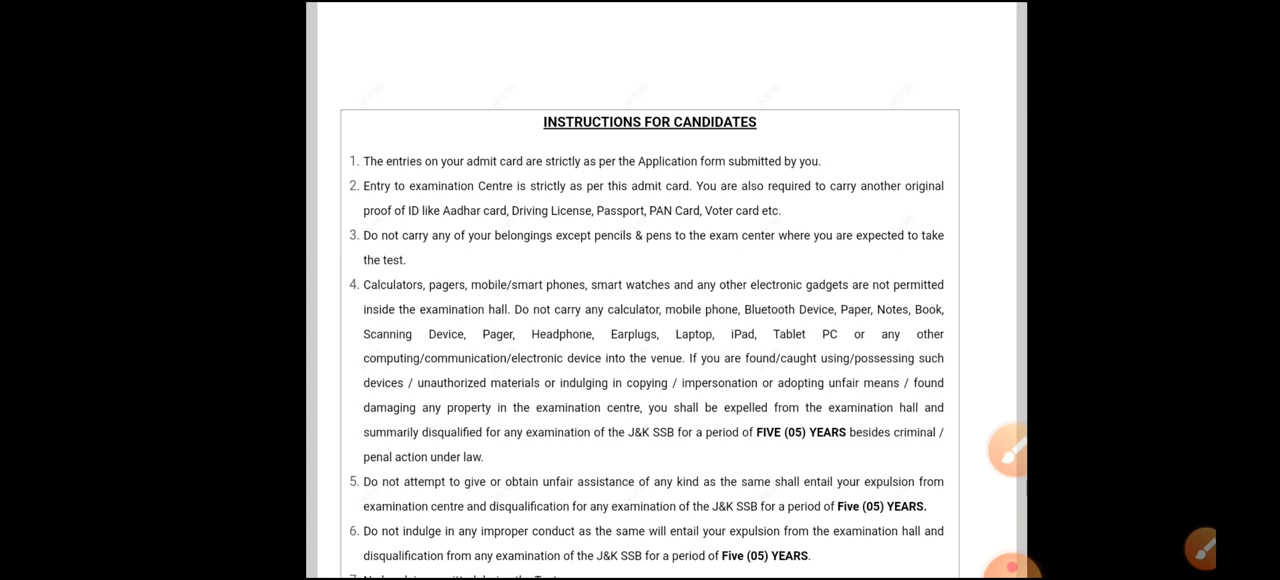 INSTRUCTIONS FOR CANDIDATES
1. The entries on your admit card are strictly as per the Application form submitted by you.
2. Entry to examination Centre is strictly as per this admit card. You are also required to carry another original
proof of ID like Aadhar card, Driving License, Passport, PAN Card, Voter card etc.
3. Do not carry any of your belongings except pencils & pens to the exam center where you are expected to take
the test.
4. Calculators, pagers, mobile/smart phones, smart watches and any other electronic gadgets are not permitted
inside the examination hall. Do not carry any calculator, mobile phone, Bluetooth Device, Paper, Notes, Book,
Scanning Device, Pager, Headphone, Earplugs, Laptop, iPad, Tablet PC or any other
computing/communication/electronic device into the venue. If you are found/caught using/possessing such
devices / unauthorized materials or indulging in copying / impersonation or adopting unfair means / found
damaging any property in the examination centre, you shall be expelled from the examination hall and
summarily disqualified for any examination of the J&K SSB for a period of FIVE (05) YEARS besides criminal /
penal action under law.
5. Do not attempt to give or obtain unfair assistance of any kind as the same shall entail your expulsion from
examination centre and disqualification for any examination of the J&K SSB for a period of Five (05) YEARS.
6. Do not indulge in any improper conduct as the same will entail your expulsion from the examination hall and
disqualification from any examination of the J&K SSB for a period of Five (05) YEARS.